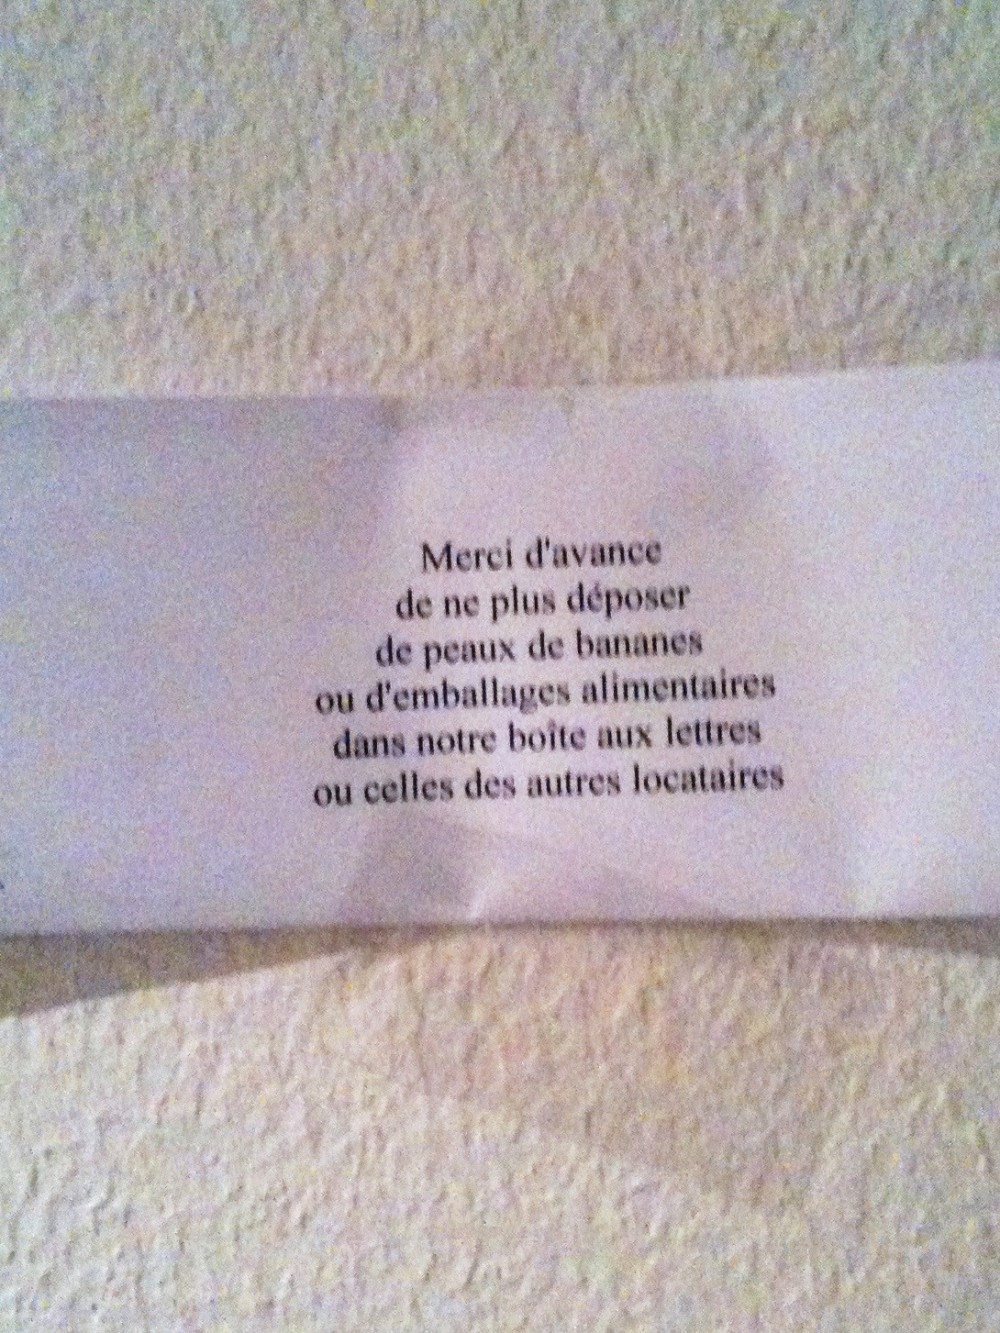 Merci d'avance
de ne plus déposer
de peaux de bananes
ou d'emballages alimentaires
dans notre boîte aux lettres
ou celles des autres locataires